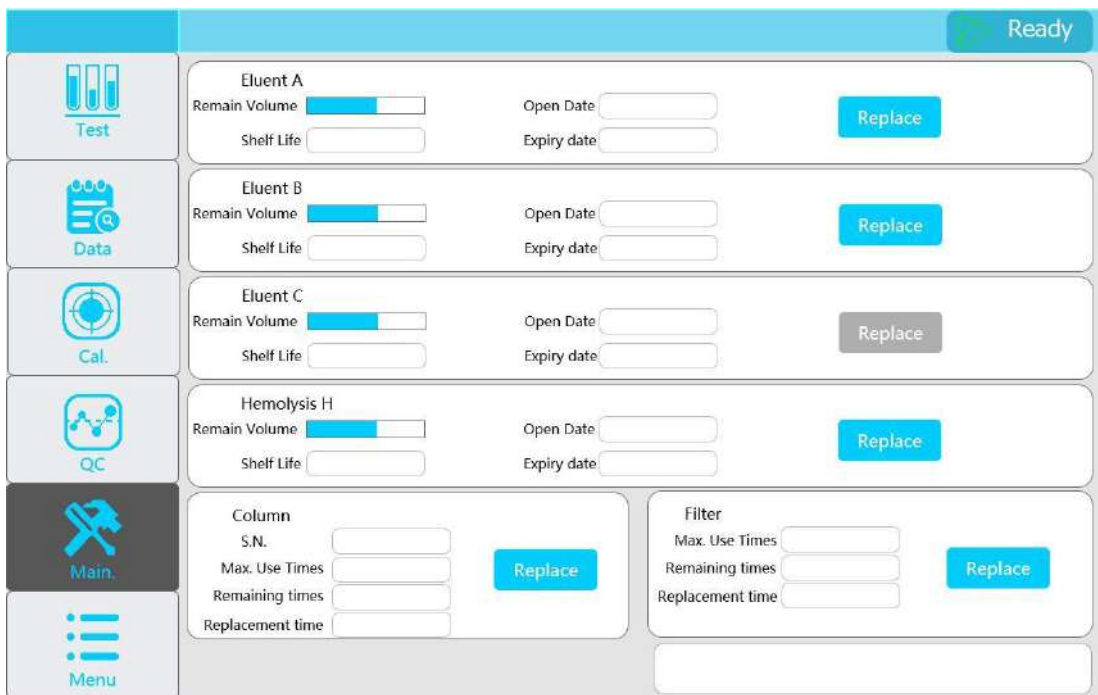 Ready
Test
Data
Cal.
QC
Main.
Menu
Eluent A
Remain Volume
Open Date
Replace
Shelf Life
Expiry date
Eluent B
Remain Volume
Open Date
Replace
Shelf Life
Expiry date
Eluent C
Remain Volume
Open Date
Replace
Shelf Life
Expiry date
Hemolysis H
Remain Volume
Open Date
Replace
Shelf Life
Expiry date
Column
S.N.
Max. Use Times
Replace
Remaining times
Replacement time
Filter
Max. Use Times
Remaining times
Replace
Replacement time